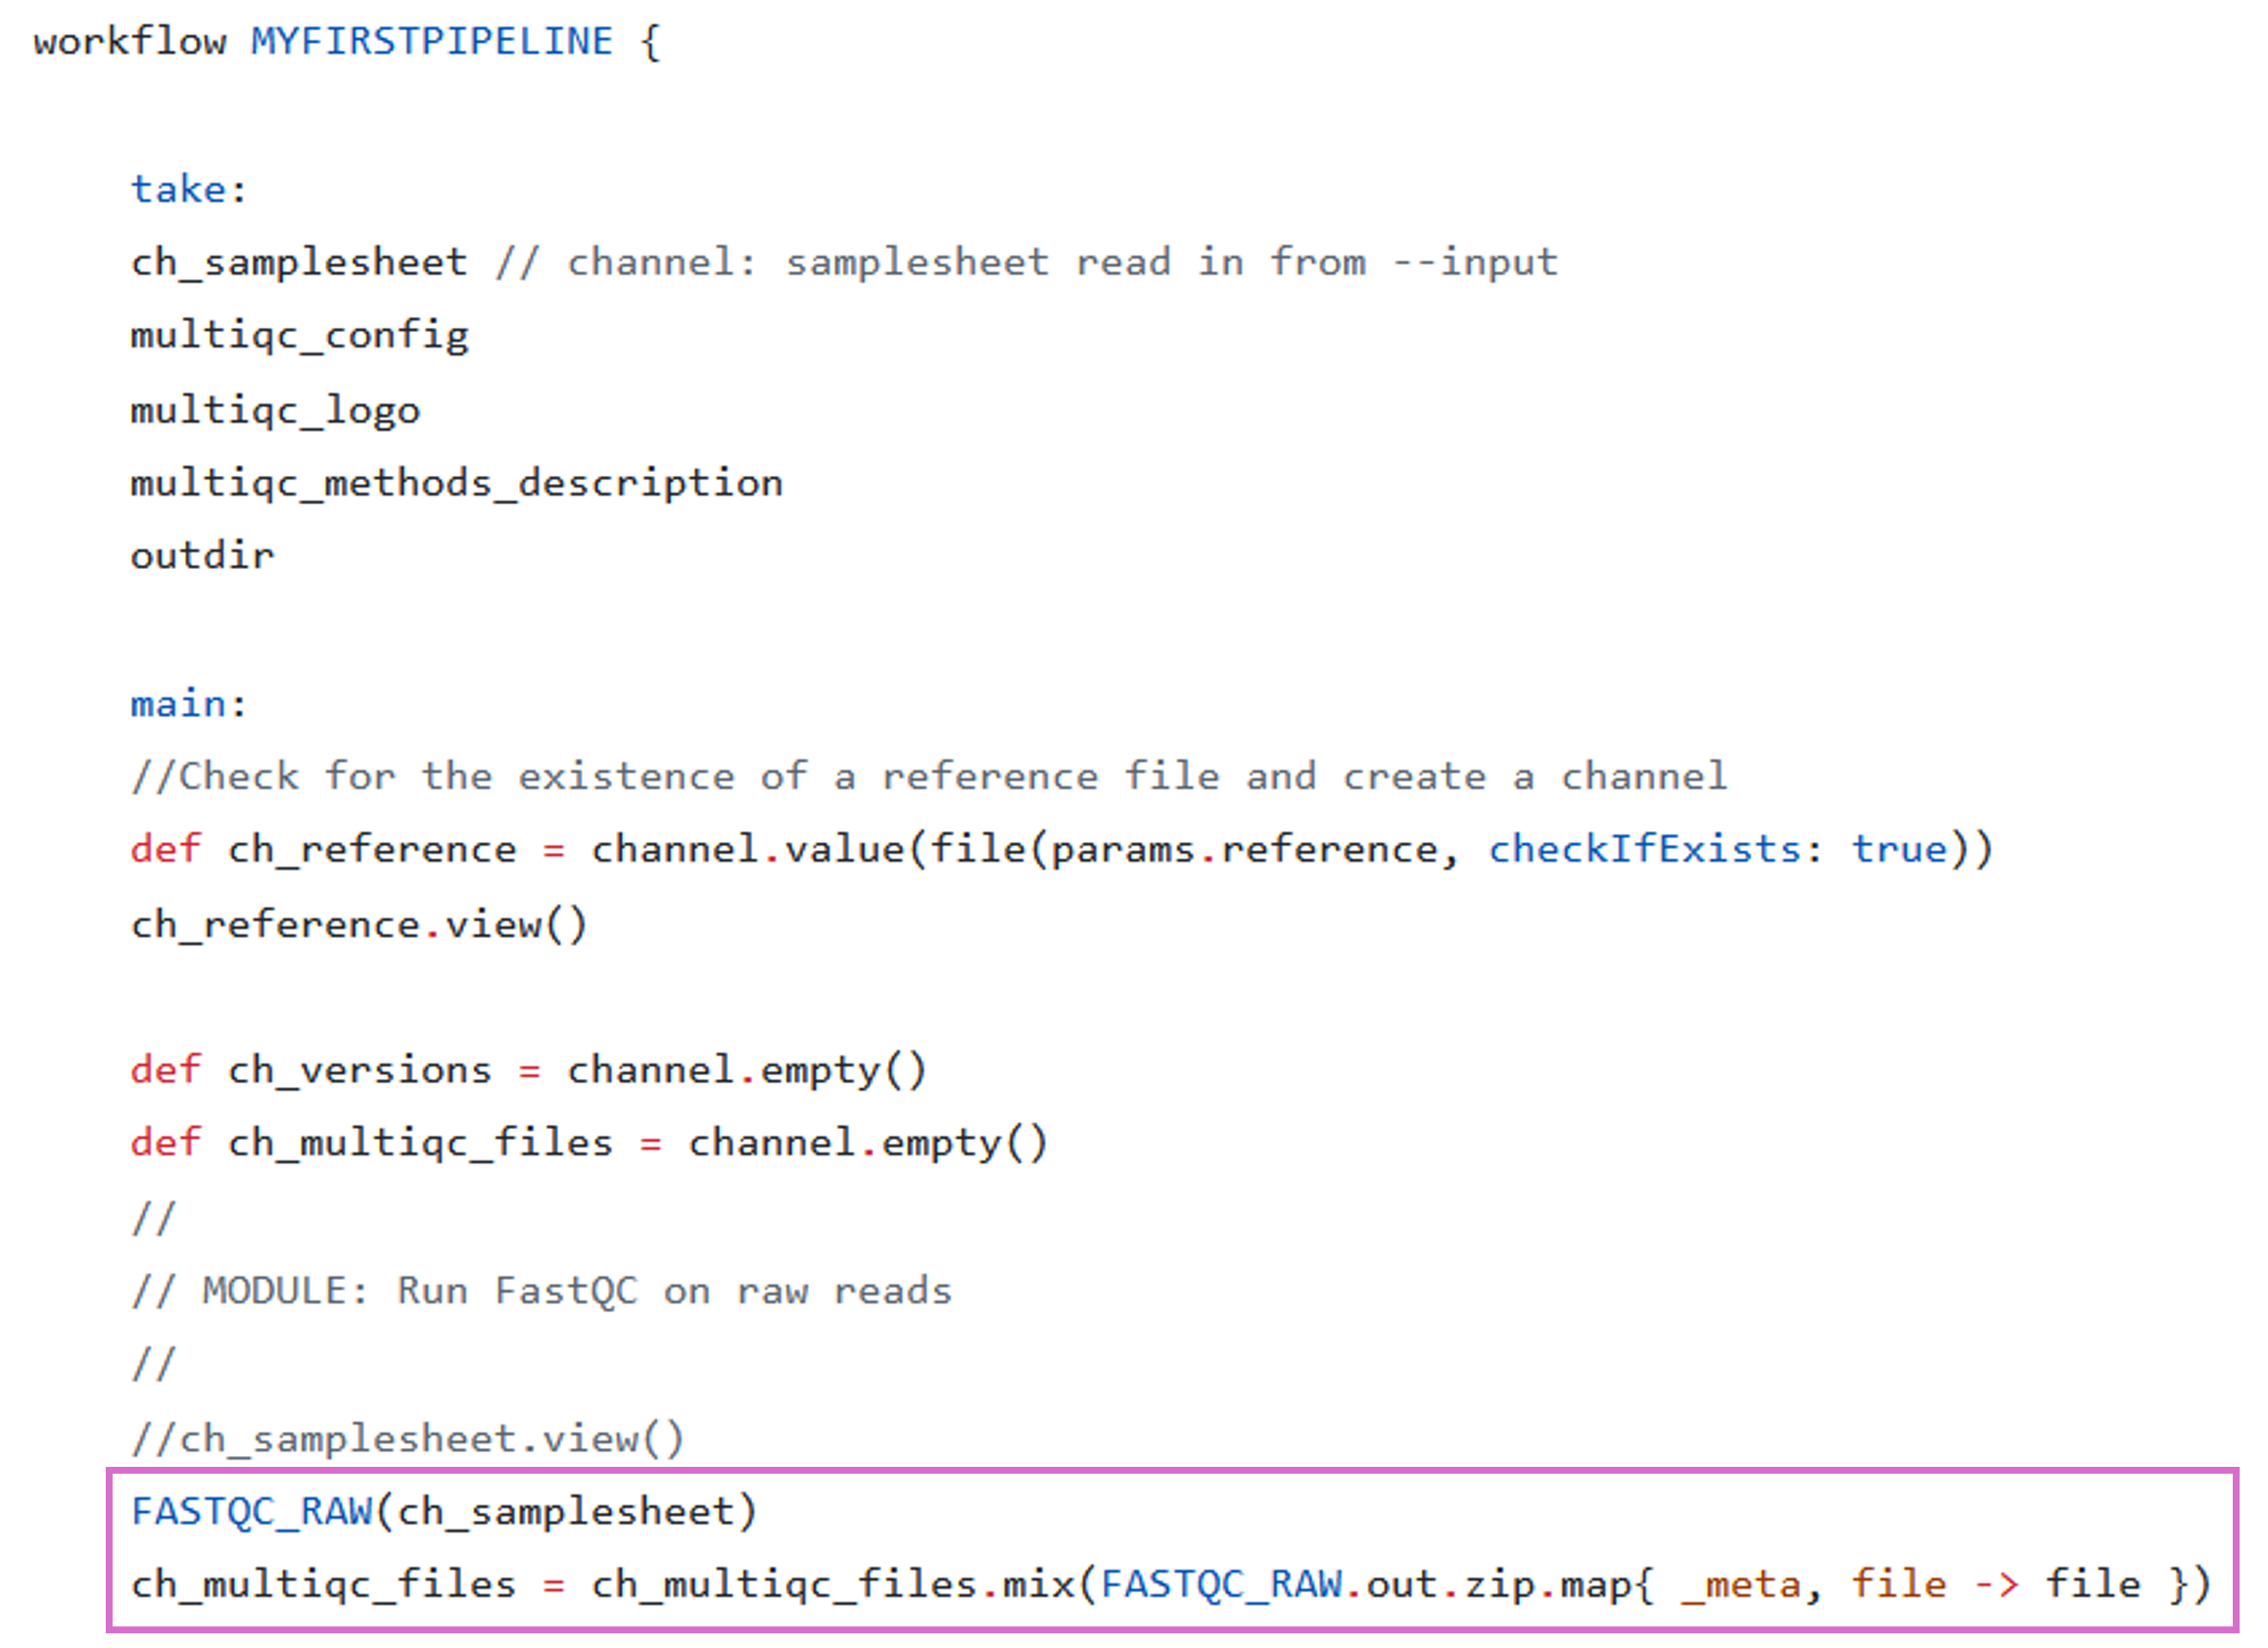 workflow MYFIRSTPIPELINE {
take:
ch_samplesheet // channel: samplesheet read in from --input
multiqc_config
multiqc_logo
multiqc_methods_description
outdir
main:
//Check for the existence of a reference file and create a channel
def ch_reference = channel.value(file(params.reference, checkIfExists: true))
ch_reference.view()
def ch_versions = channel.empty()
def ch_multiqc_files = channel.empty()
//
// MODULE: Run FastQC on raw reads
//
//ch_samplesheet.view()
FASTQC_RAW(ch_samplesheet)
ch_multiqc_files = ch_multiqc_files.mix(FASTQC_RAW.out.zip.map{ _meta, file -> file })